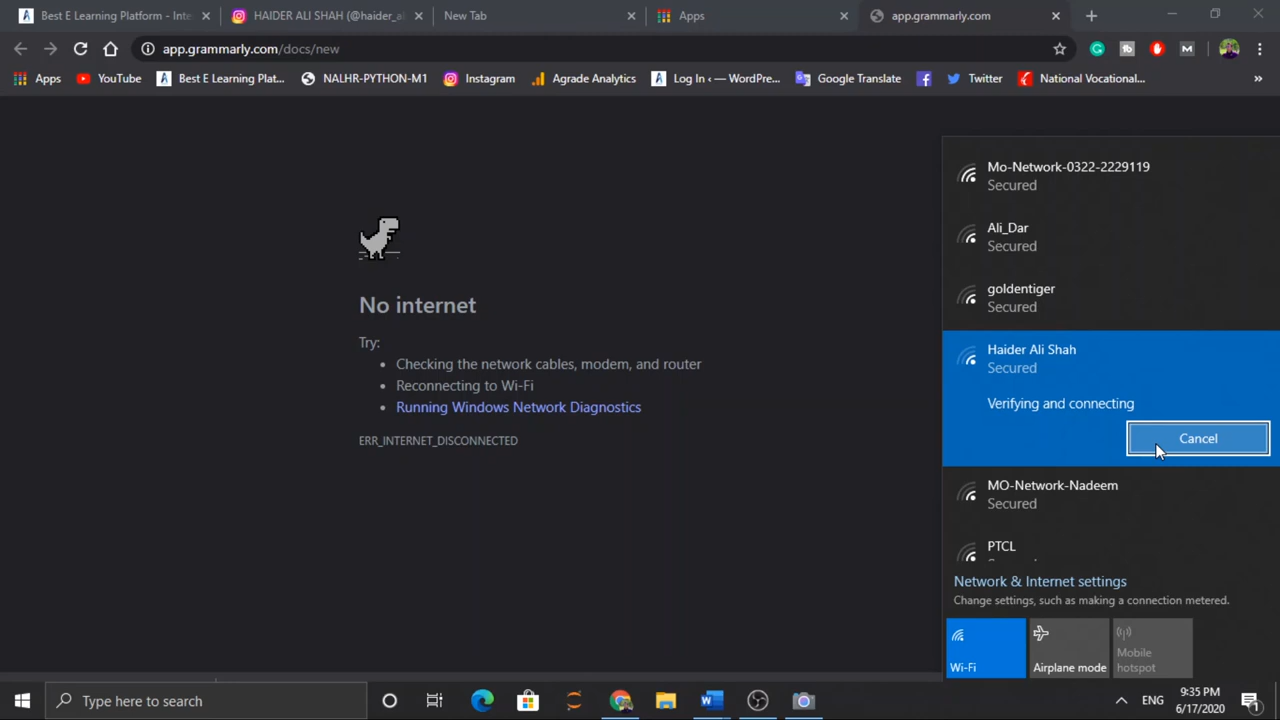 Best E Learning Platform - Inte
HAIDER ALI SHAH (@haider_al
New Tab
Apps
app.grammarly.com
app.grammarly.com/docs/new
Apps
YouTube
Best E Learning Plat...
NALHR-PYTHON-M1
Instagram
Agrade Analytics
Log In ‹ — WordPre...
Google Translate
Twitter
National Vocational...
No internet
Try:
Checking the network cables, modem, and router
Reconnecting to Wi-Fi
Running Windows Network Diagnostics
ERR_INTERNET_DISCONNECTED
Mo-Network-0322-2229119
Secured
Ali_Dar
Secured
goldentiger
Secured
Haider Ali Shah
Secured
Verifying and connecting
Cancel
MO-Network-Nadeem
Secured
PTCL
Network & Internet settings
Change settings, such as making a connection metered.
Wi-Fi
Airplane mode
Mobile
hotspot
Type here to search
ENG
9:35 PM
6/17/2020
1